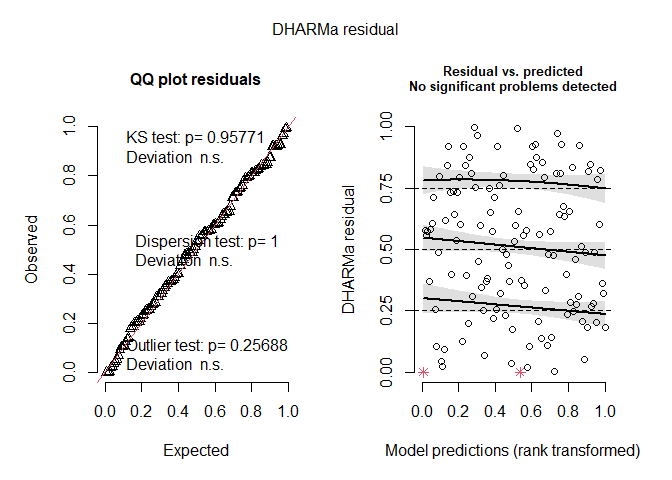 DHARMa residual
QQ plot residuals
KS test: p= 0.95771
Deviation n.s.
Dispersion test: p= 1
Deviation n.s.
Outlier test: p= 0.25688
Deviation n.s.
Observed
0.0 0.2 0.4 0.6 0.8 1.0
0.0 0.2 0.4 0.6 0.8 1.0
Expected
Residual vs. predicted
No significant problems detected
DHARMa residual
0.00 0.25 0.50 0.75 1.00
0.0 0.2 0.4 0.6 0.8 1.0
Model predictions (rank transformed)